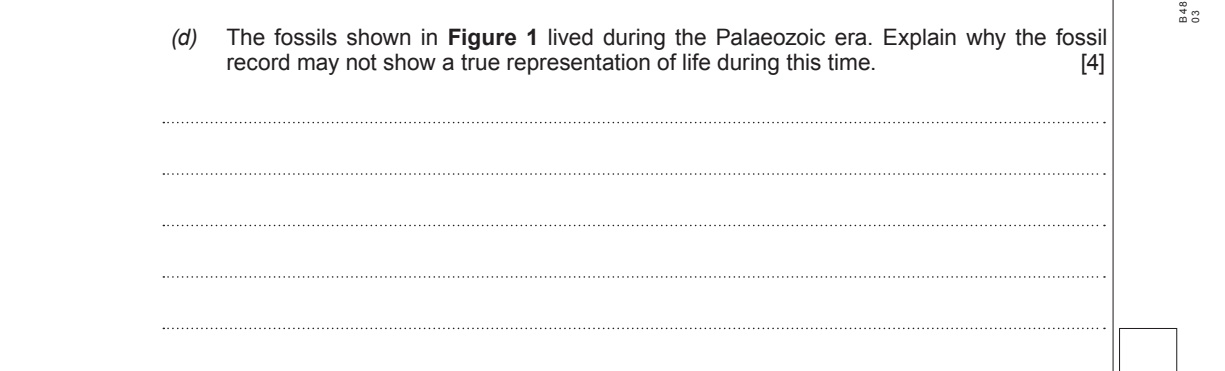 (d) The fossils shown in Figure 1 lived during the Palaeozoic era. Explain why the fossil
record may not show a true representation of life during this time. [4]
B48
03